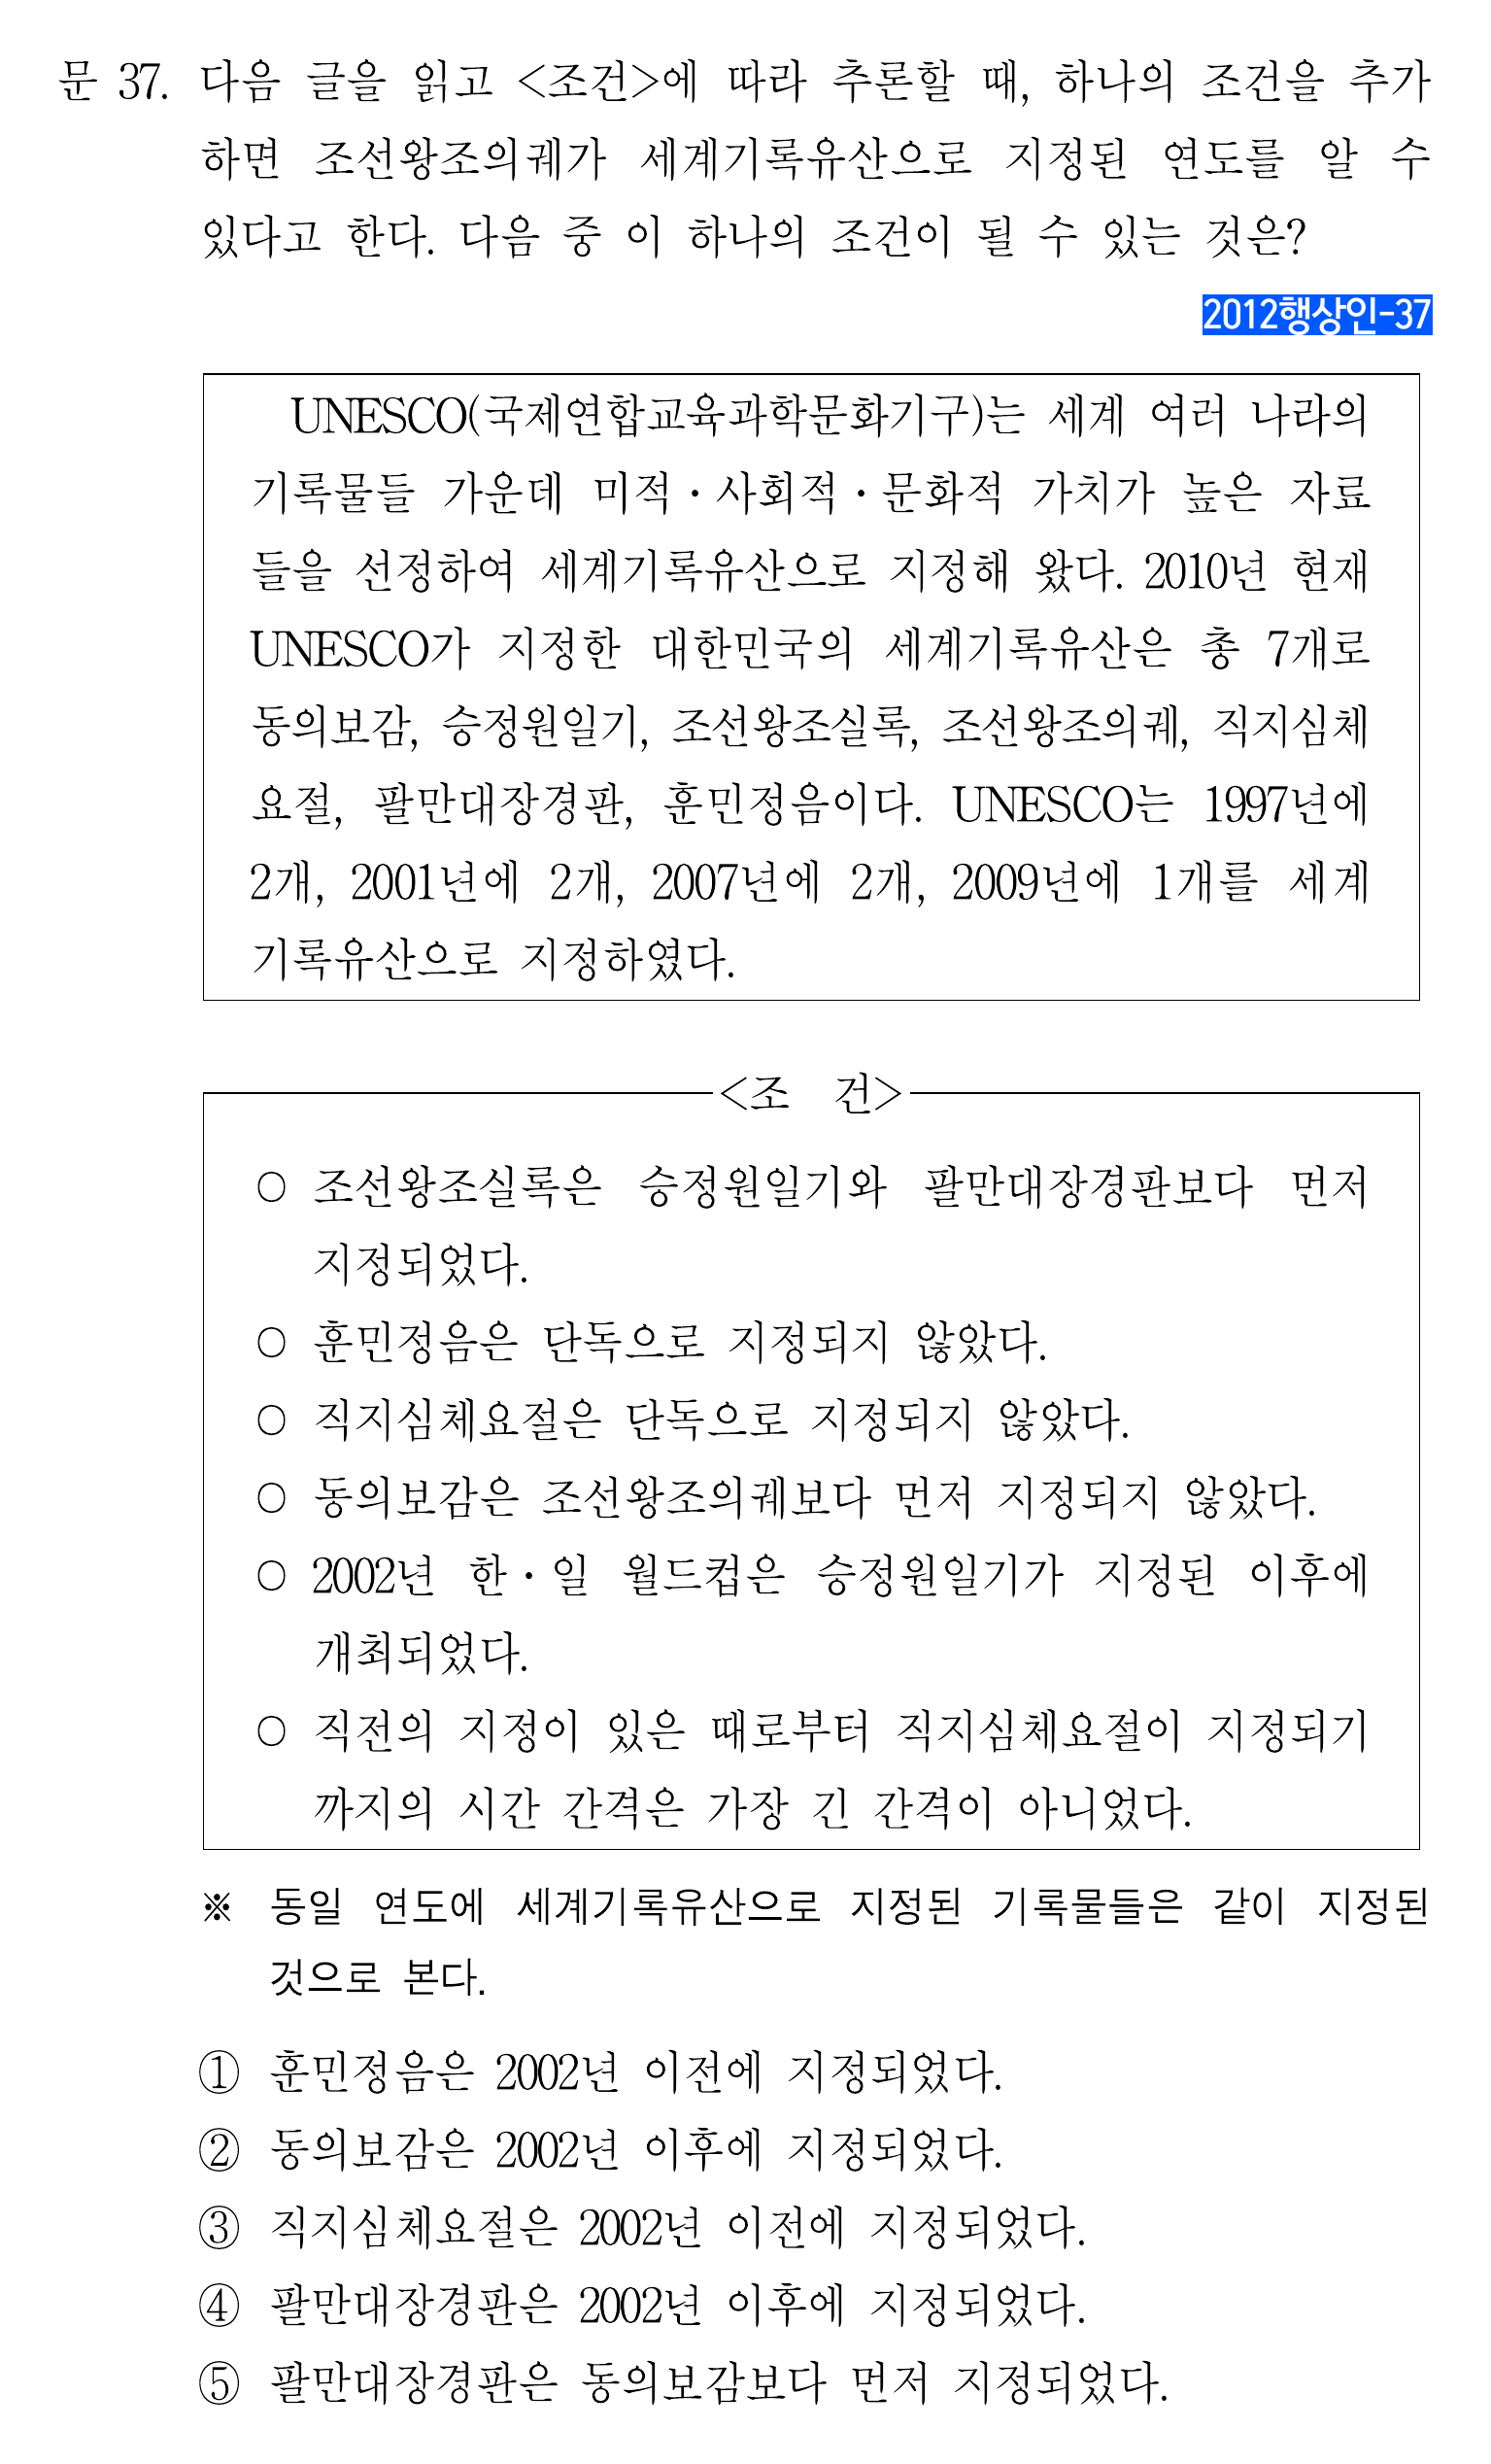 문 37. 다음 글을 읽고 <조건>에 따라 추론할 때, 하나의 조건을 추가
하면 조선왕조의궤가 세계기록유산으로 지정된 연도를 알 수
있다고 한다. 다음 중 이 하나의 조건이 될 수 있는 것은?
2012행상인-37
UNESCO(국제연합교육과학문화기구)는 세계 여러 나라의
기록물들 가운데 미적·사회적·문화적 가치가 높은 자료
들을 선정하여 세계기록유산으로 지정해 왔다. 2010년 현재
UNESCO가 지정한 대한민국의 세계기록유산은 총 7개로
동의보감, 승정원일기, 조선왕조실록, 조선왕조의궤, 직지심체
요절, 팔만대장경판, 훈민정음이다. UNESCO는 1997년에
2개, 2001년에 2개, 2007년에 2개, 2009년에 1개를 세계
기록유산으로 지정하였다.
<조 건>
○ 조선왕조실록은 승정원일기와 팔만대장경판보다 먼저
지정되었다.
○ 훈민정음은 단독으로 지정되지 않았다.
○ 직지심체요절은 단독으로 지정되지 않았다.
○ 동의보감은 조선왕조의궤보다 먼저 지정되지 않았다.
○ 2002년 한·일 월드컵은 승정원일기가 지정된 이후에
개최되었다.
○ 직전의 지정이 있은 때로부터 직지심체요절이 지정되기
까지의 시간 간격은 가장 긴 간격이 아니었다.
※ 동일 연도에 세계기록유산으로 지정된 기록물들은 같이 지정된
것으로 본다.
① 훈민정음은 2002년 이전에 지정되었다.
② 동의보감은 2002년 이후에 지정되었다.
③ 직지심체요절은 2002년 이전에 지정되었다.
④ 팔만대장경판은 2002년 이후에 지정되었다.
⑤ 팔만대장경판은 동의보감보다 먼저 지정되었다.